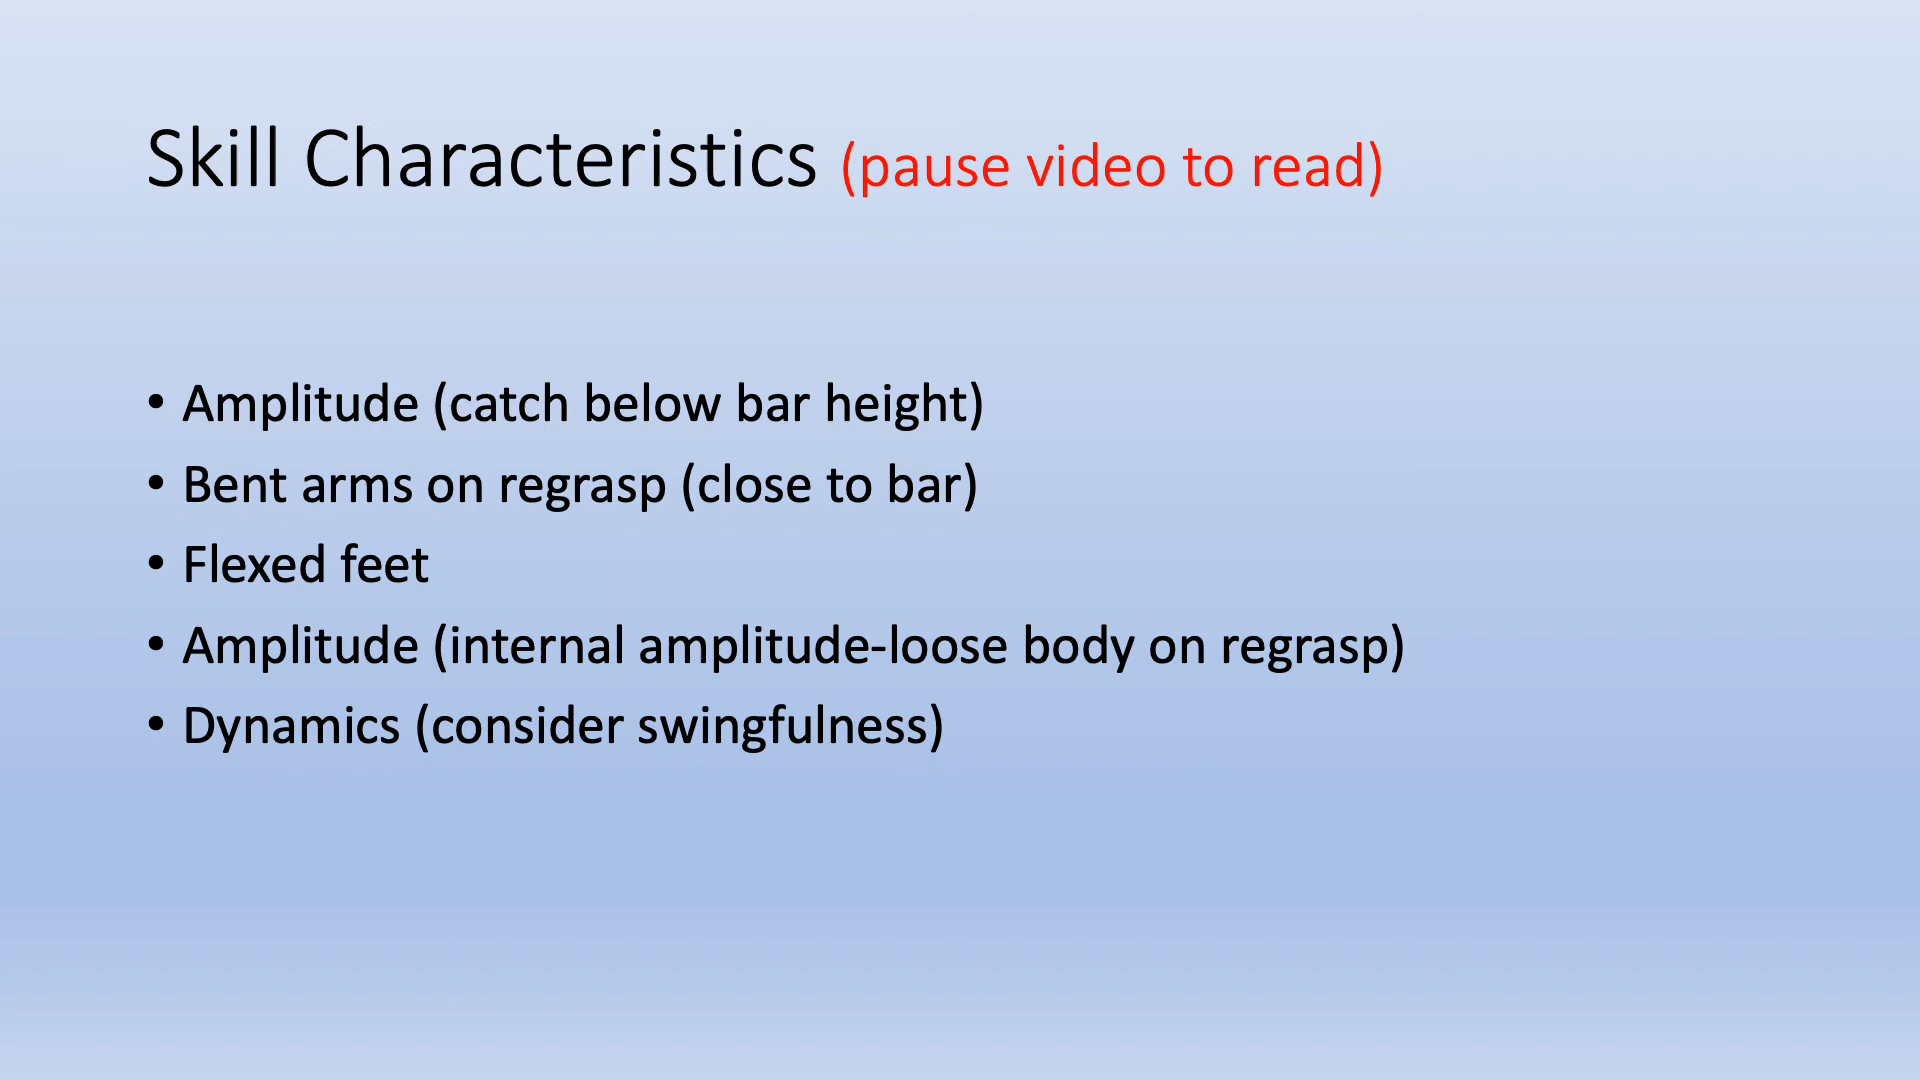 Skill Characteristics (pause video to read)
• Amplitude (catch below bar height)
• Bent arms on regrasp (close to bar)
• Flexed feet
• Amplitude (internal amplitude-loose body on regrasp)
• Dynamics (consider swingfulness)